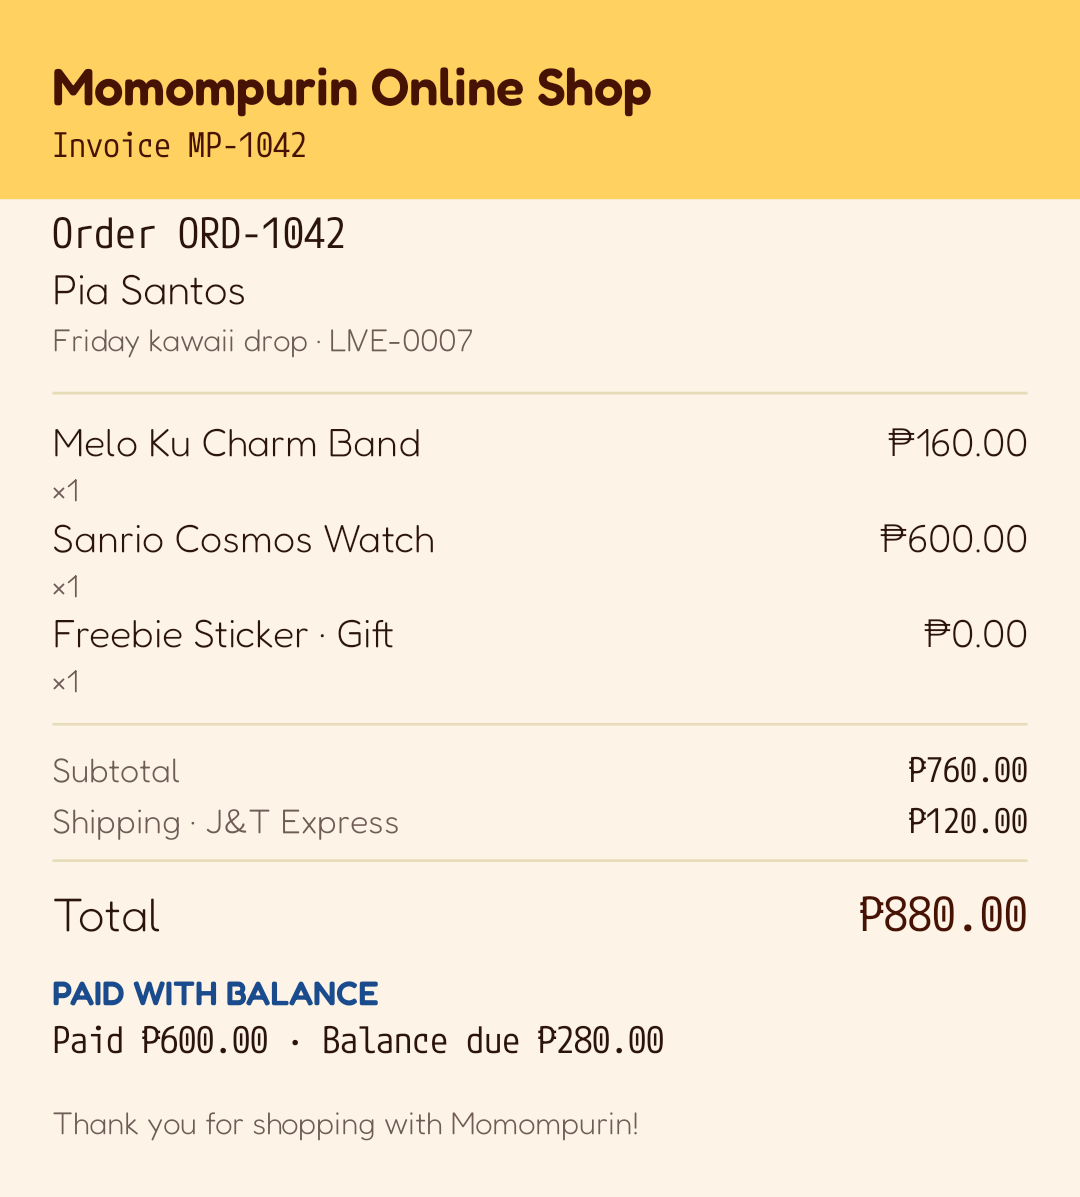 Momompurin Online Shop
Invoice MP-1042
Order ORD-1042
Pia Santos
Friday kawaii drop · LIVE-0007
Melo Ku Charm Band ₱160.00
×1
Sanrio Cosmos Watch ₱600.00
×1
Freebie Sticker · Gift ₱0.00
×1
Subtotal ₱760.00
Shipping · J&T Express ₱120.00
Total ₱880.00
PAID WITH BALANCE
Paid ₱600.00 · Balance due ₱280.00
Thank you for shopping with Momompurin!